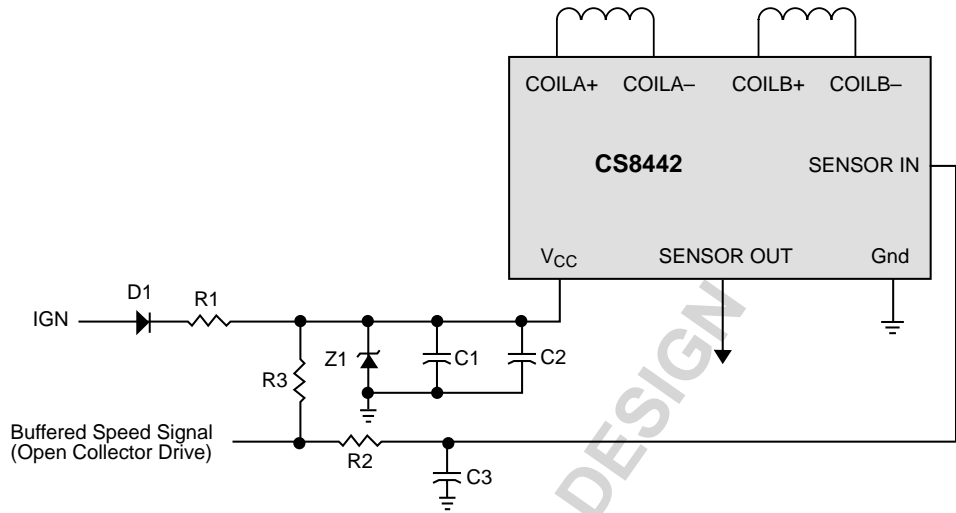 COILA+ COILA– COILB+ COILB–
CS8442
SENSOR IN
VCC
SENSOR OUT
Gnd
D1
R1
IGN
Z1
C1
C2
R3
Buffered Speed Signal
(Open Collector Drive)
R2
C3
DESIGN